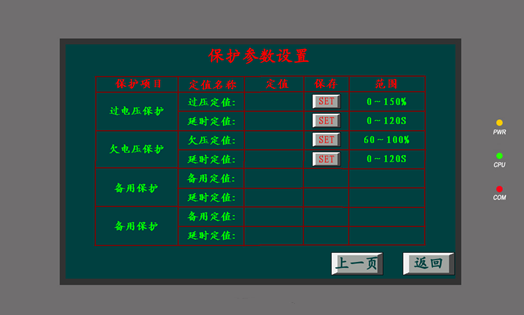 保护参数设置
保护项目 定值名称 定值 保存 范围
过电压保护 过压定值: SET 0~150%
延时定值: SET 0~120S
欠电压保护 欠压定值: SET 60~100%
延时定值: SET 0~120S
备用保护 备用定值:
延时定值:
备用保护 备用定值:
延时定值:
上一页 返回
PWR
CPU
COM